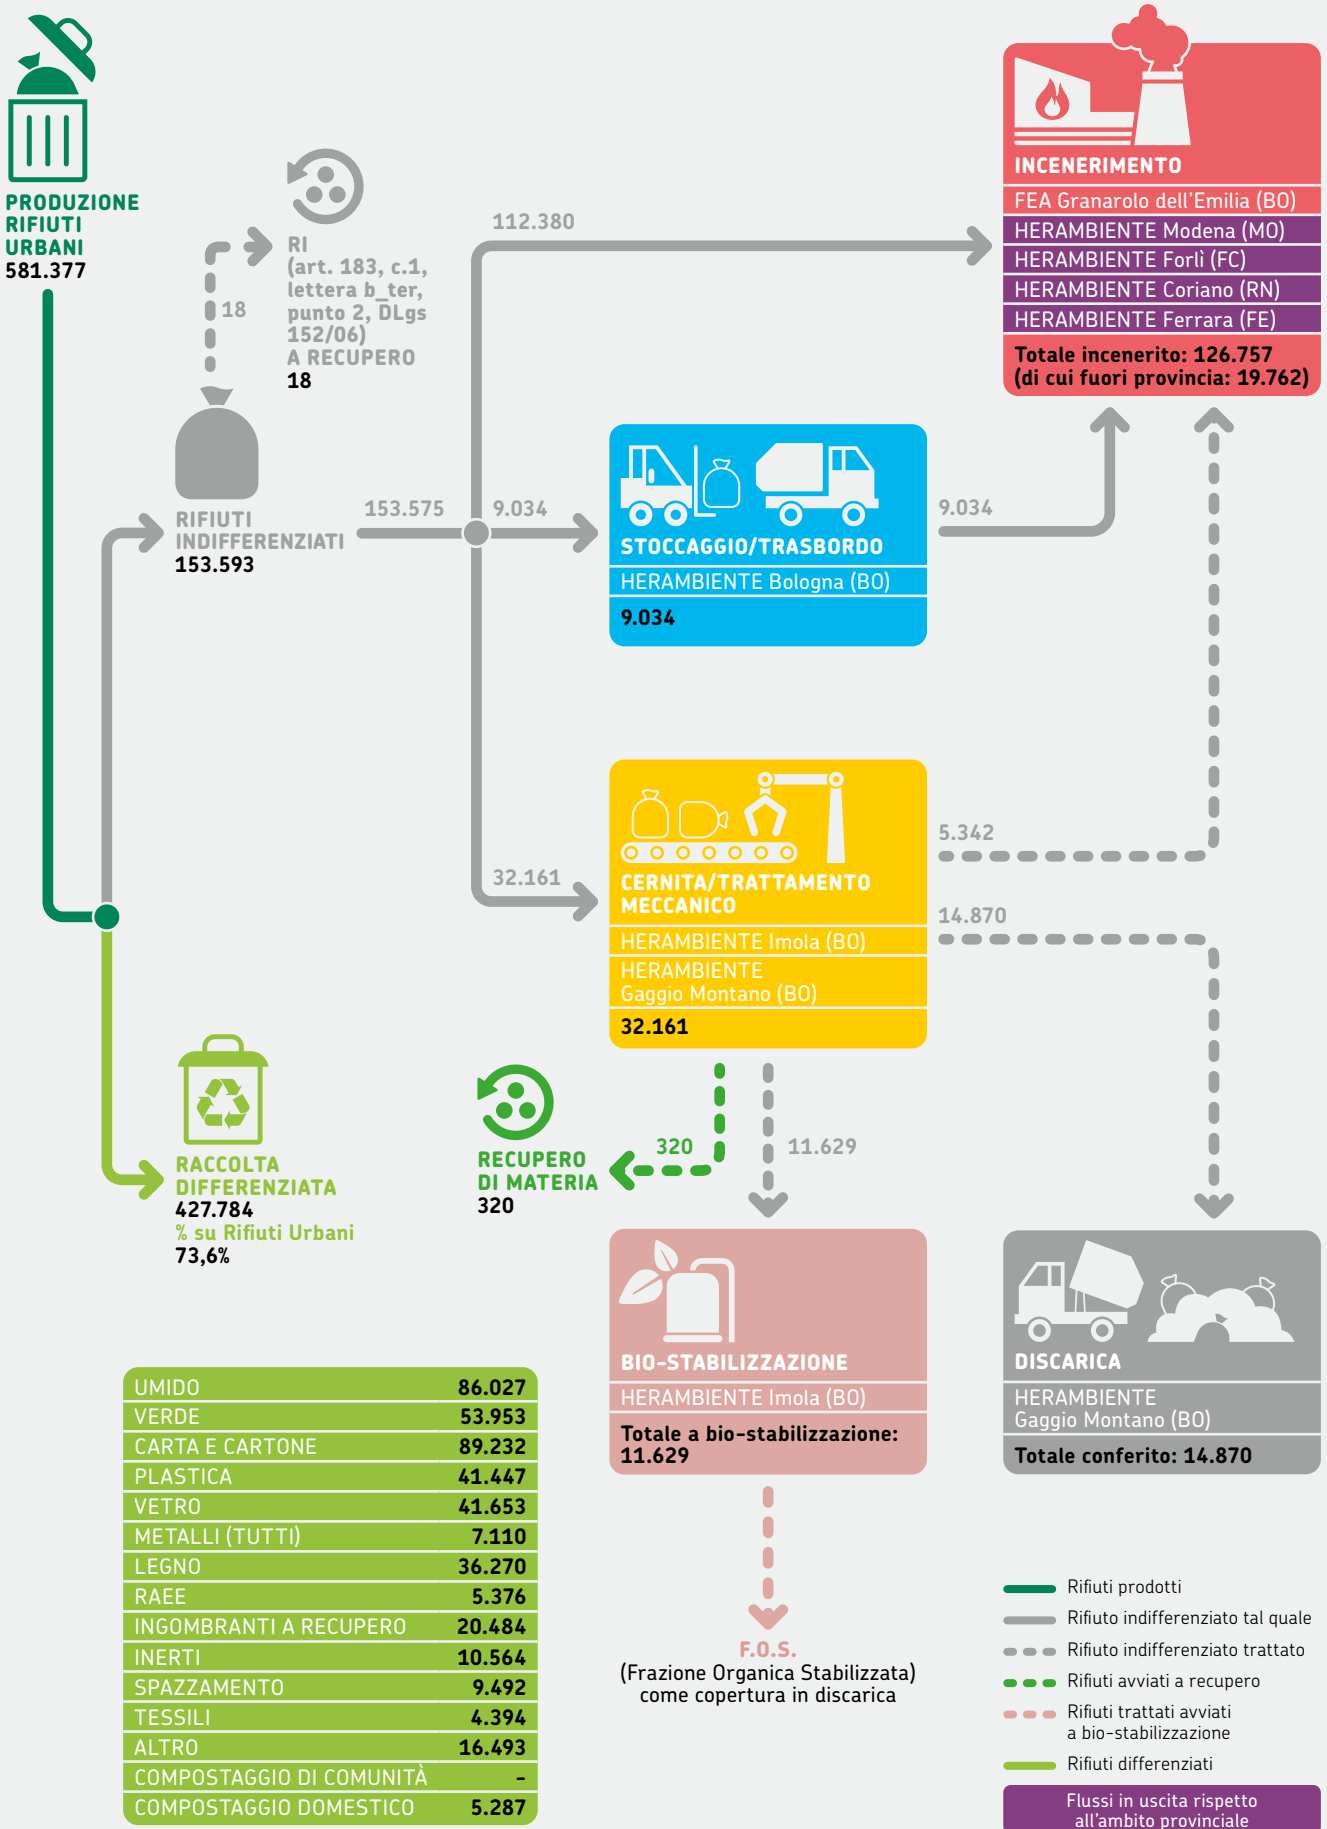 PRODUZIONE
RIFIUTI
URBANI
581.377
RI
(art. 183, c.1,
lettera b_ter,
punto 2, DLgs
152/06)
A RECUPERO
18
18
RIFIUTI
INDIFFERENZIATI
153.593
153.575
112.380
9.034
32.161
INCENERIMENTO
FEA Granarolo dell'Emilia (BO)
HERAMBIENTE Modena (MO)
HERAMBIENTE Forlì (FC)
HERAMBIENTE Coriano (RN)
HERAMBIENTE Ferrara (FE)
Totale incenerito: 126.757
(di cui fuori provincia: 19.762)
STOCCAGGIO/TRASBORDO
HERAMBIENTE Bologna (BO)
9.034
9.034
CERNITA/TRATTAMENTO
MECCANICO
HERAMBIENTE Imola (BO)
HERAMBIENTE
Gaggio Montano (BO)
32.161
5.342
14.870
RACCOLTA
DIFFERENZIATA
427.784
% su Rifiuti Urbani
73,6%
RECUPERO
DI MATERIA
320
320
11.629
BIO-STABILIZZAZIONE
HERAMBIENTE Imola (BO)
Totale a bio-stabilizzazione:
11.629
DISCARICA
HERAMBIENTE
Gaggio Montano (BO)
Totale conferito: 14.870
UMIDO 86.027
VERDE 53.953
CARTA E CARTONE 89.232
PLASTICA 41.447
VETRO 41.653
METALLI (TUTTI) 7.110
LEGNO 36.270
RAEE 5.376
INGOMBRANTI A RECUPERO 20.484
INERTI 10.564
SPAZZAMENTO 9.492
TESSILI 4.394
ALTRO 16.493
COMPOSTAGGIO DI COMUNITÀ -
COMPOSTAGGIO DOMESTICO 5.287
F.O.S.
(Frazione Organica Stabilizzata)
come copertura in discarica
Rifiuti prodotti
Rifiuto indifferenziato tal quale
Rifiuto indifferenziato trattato
Rifiuti avviati a recupero
Rifiuti trattati avviati
a bio-stabilizzazione
Rifiuti differenziati
Flussi in uscita rispetto
all'ambito provinciale